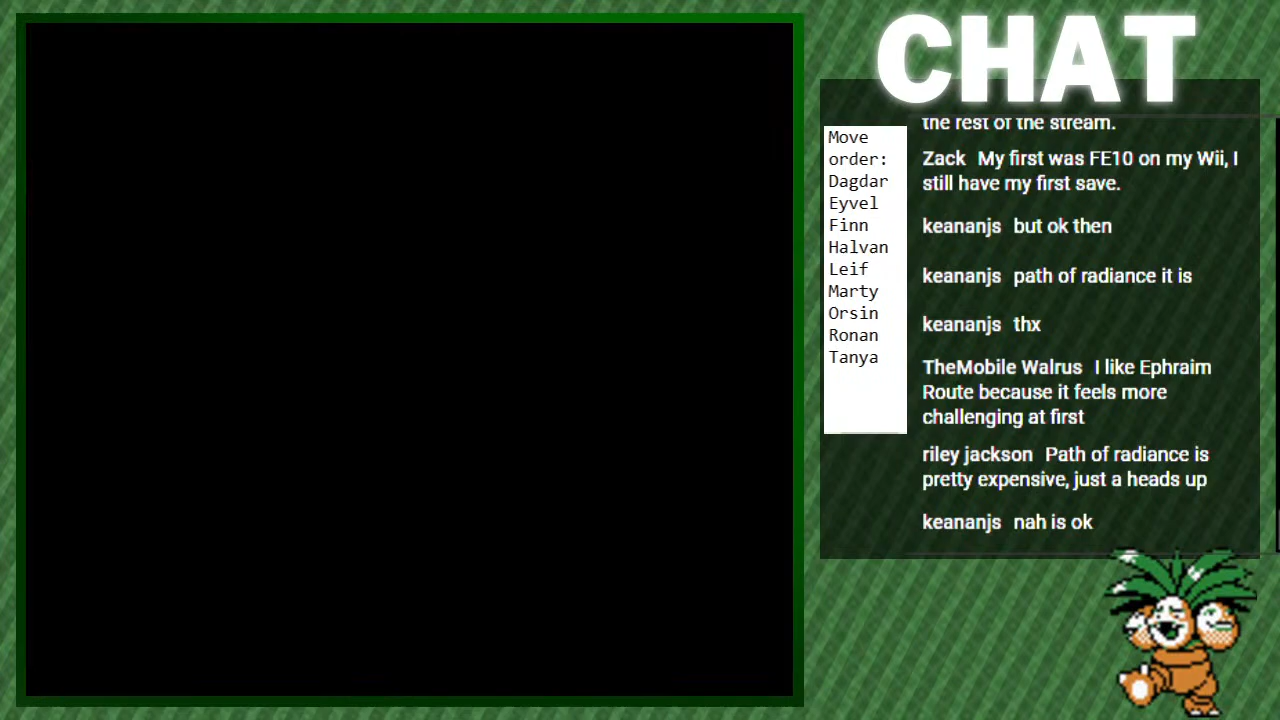 CHAT
Move
order:
Dagdar
Eyvel
Finn
Halvan
Leif
Marty
Orsin
Ronan
Tanya
the rest of the stream.
Zack My first was FE10 on my Wii, I
still have my first save.
keananjs but ok then
keananjs path of radiance it is
keananjs thx
TheMobile Walrus I like Ephraim
Route because it feels more
challenging at first
riley jackson Path of radiance is
pretty expensive, just a heads up
keananjs nah is ok